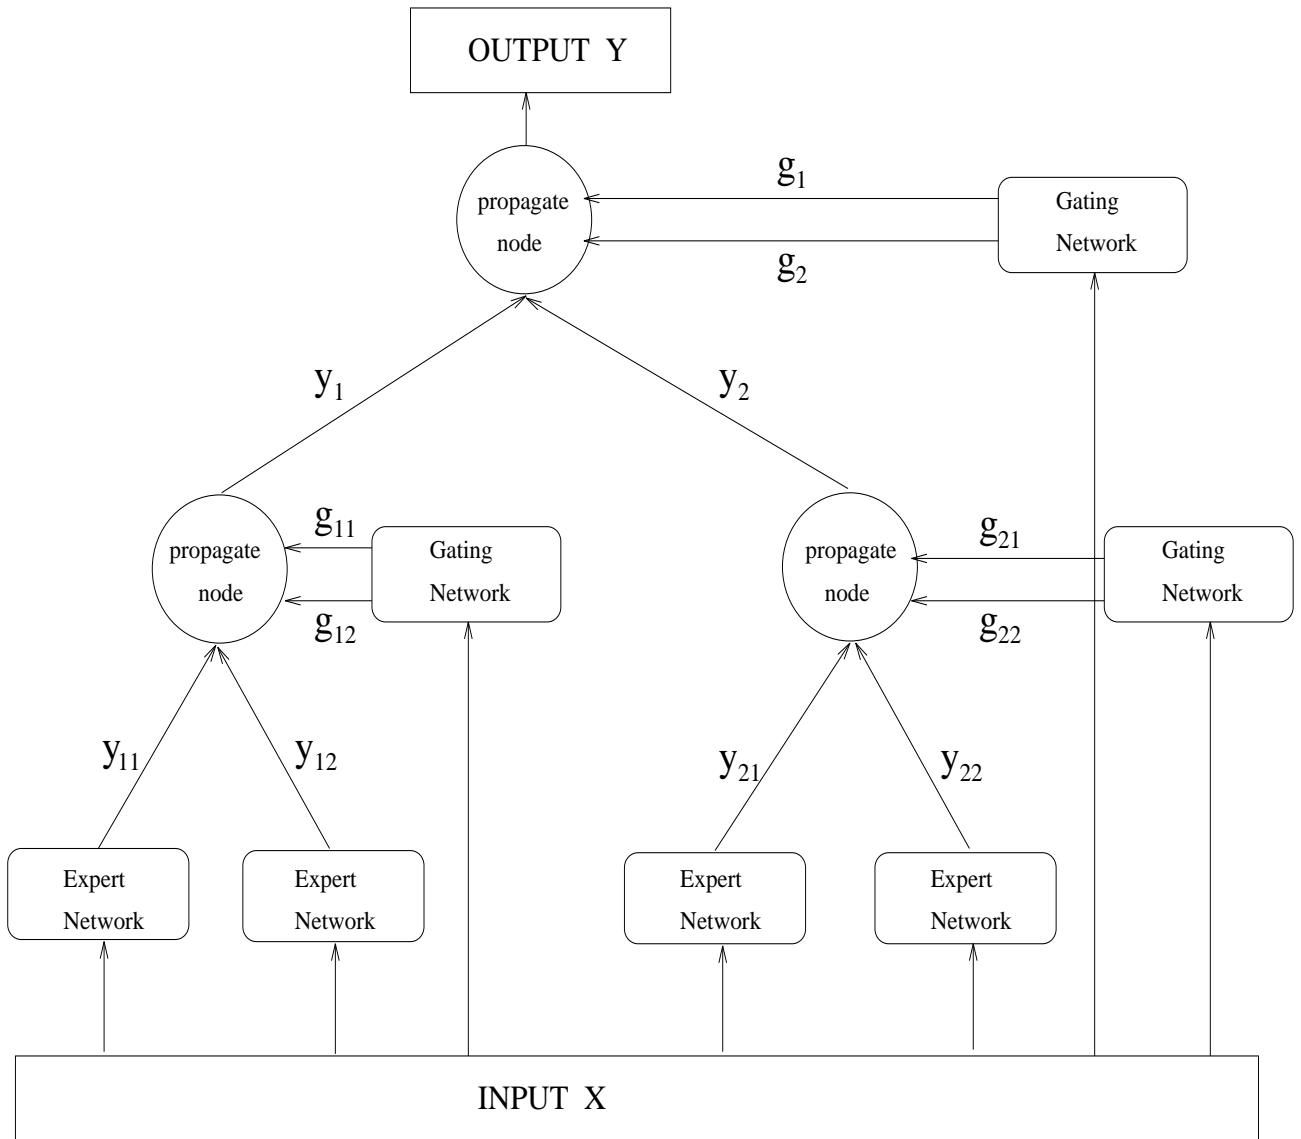 OUTPUT Y
propagate
node
g1
g2
Gating
Network
y1
y2
propagate
node
g11
g12
Gating
Network
propagate
node
g21
g22
Gating
Network
y11
y12
y21
y22
Expert
Network
Expert
Network
Expert
Network
Expert
Network
INPUT X